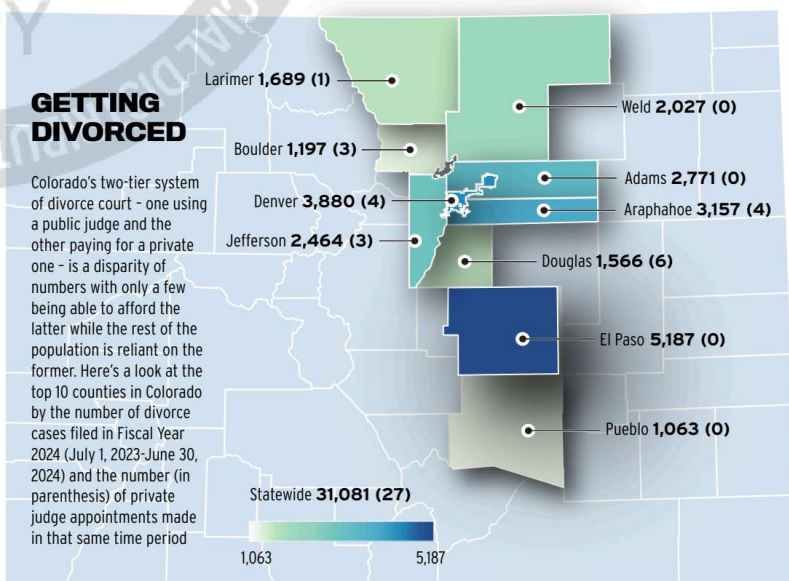 GETTING
DIVORCED
Colorado's two-tier system
of divorce court - one using
a public judge and the
other paying for a private
one - is a disparity of
numbers with only a few
being able to afford the
latter while the rest of the
population is reliant on the
former. Here's a look at the
top 10 counties in Colorado
by the number of divorce
cases filed in Fiscal Year
2024 (July 1, 2023-June 30,
2024) and the number (in
parenthesis) of private
judge appointments made
in that same time period
Larimer 1,689 (1)
Weld 2,027 (0)
Boulder 1,197 (3)
Adams 2,771 (0)
Denver 3,880 (4)
Araphahoe 3,157 (4)
Jefferson 2,464 (3)
Douglas 1,566 (6)
El Paso 5,187 (0)
Pueblo 1,063 (0)
Statewide 31,081 (27)
1,063
5,187